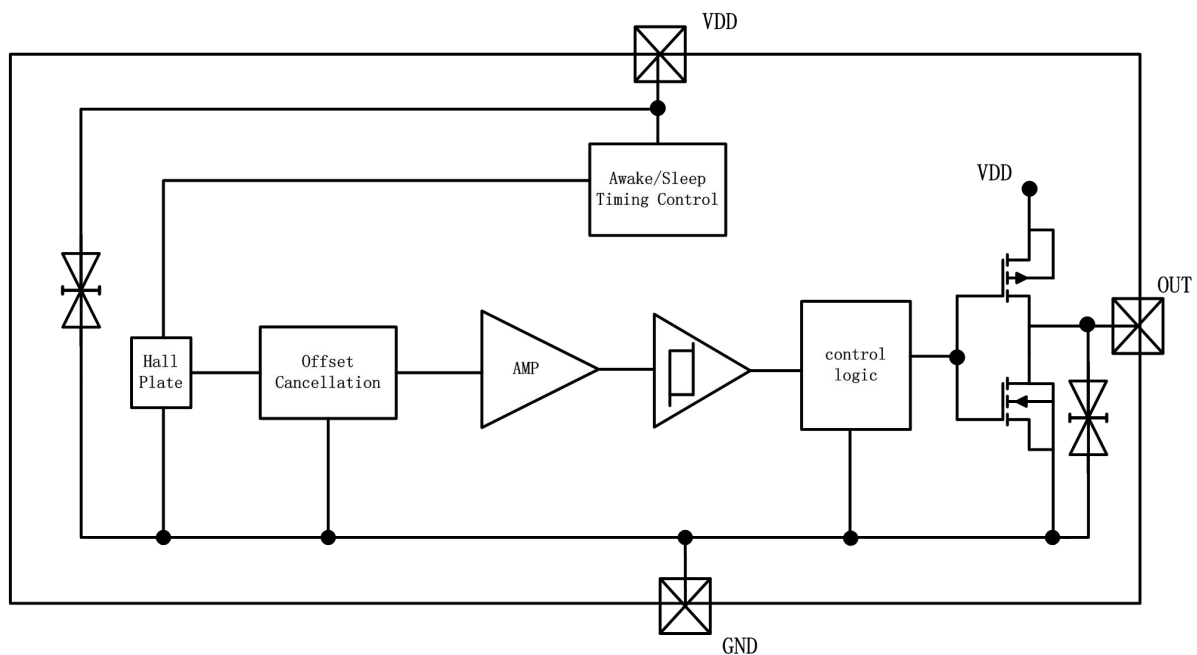 VDD
Awake/Sleep
Timing Control
VDD
OUT
Hall
Plate
Offset
Cancellation
AMP
control
logic
GND